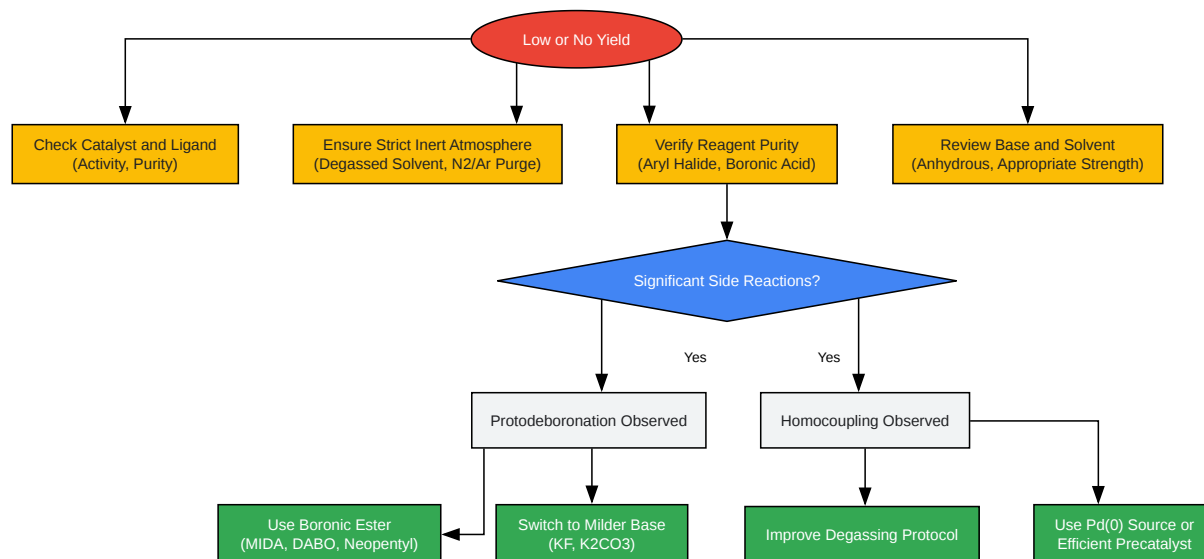 Low or No Yield
Check Catalyst and Ligand
(Activity, Purity)
Ensure Strict Inert Atmosphere
(Degassed Solvent, N2/Ar Purge)
Verify Reagent Purity
(Aryl Halide, Boronic Acid)
Review Base and Solvent
(Anhydrous, Appropriate Strength)
Significant Side Reactions?
Yes
Yes
Protodeboronation Observed
Homocoupling Observed
Use Boronic Ester
(MIDA, DABO, Neopentyl)
Switch to Milder Base
(KF, K2CO3)
Improve Degassing Protocol
Use Pd(0) Source or
Efficient Precatalyst